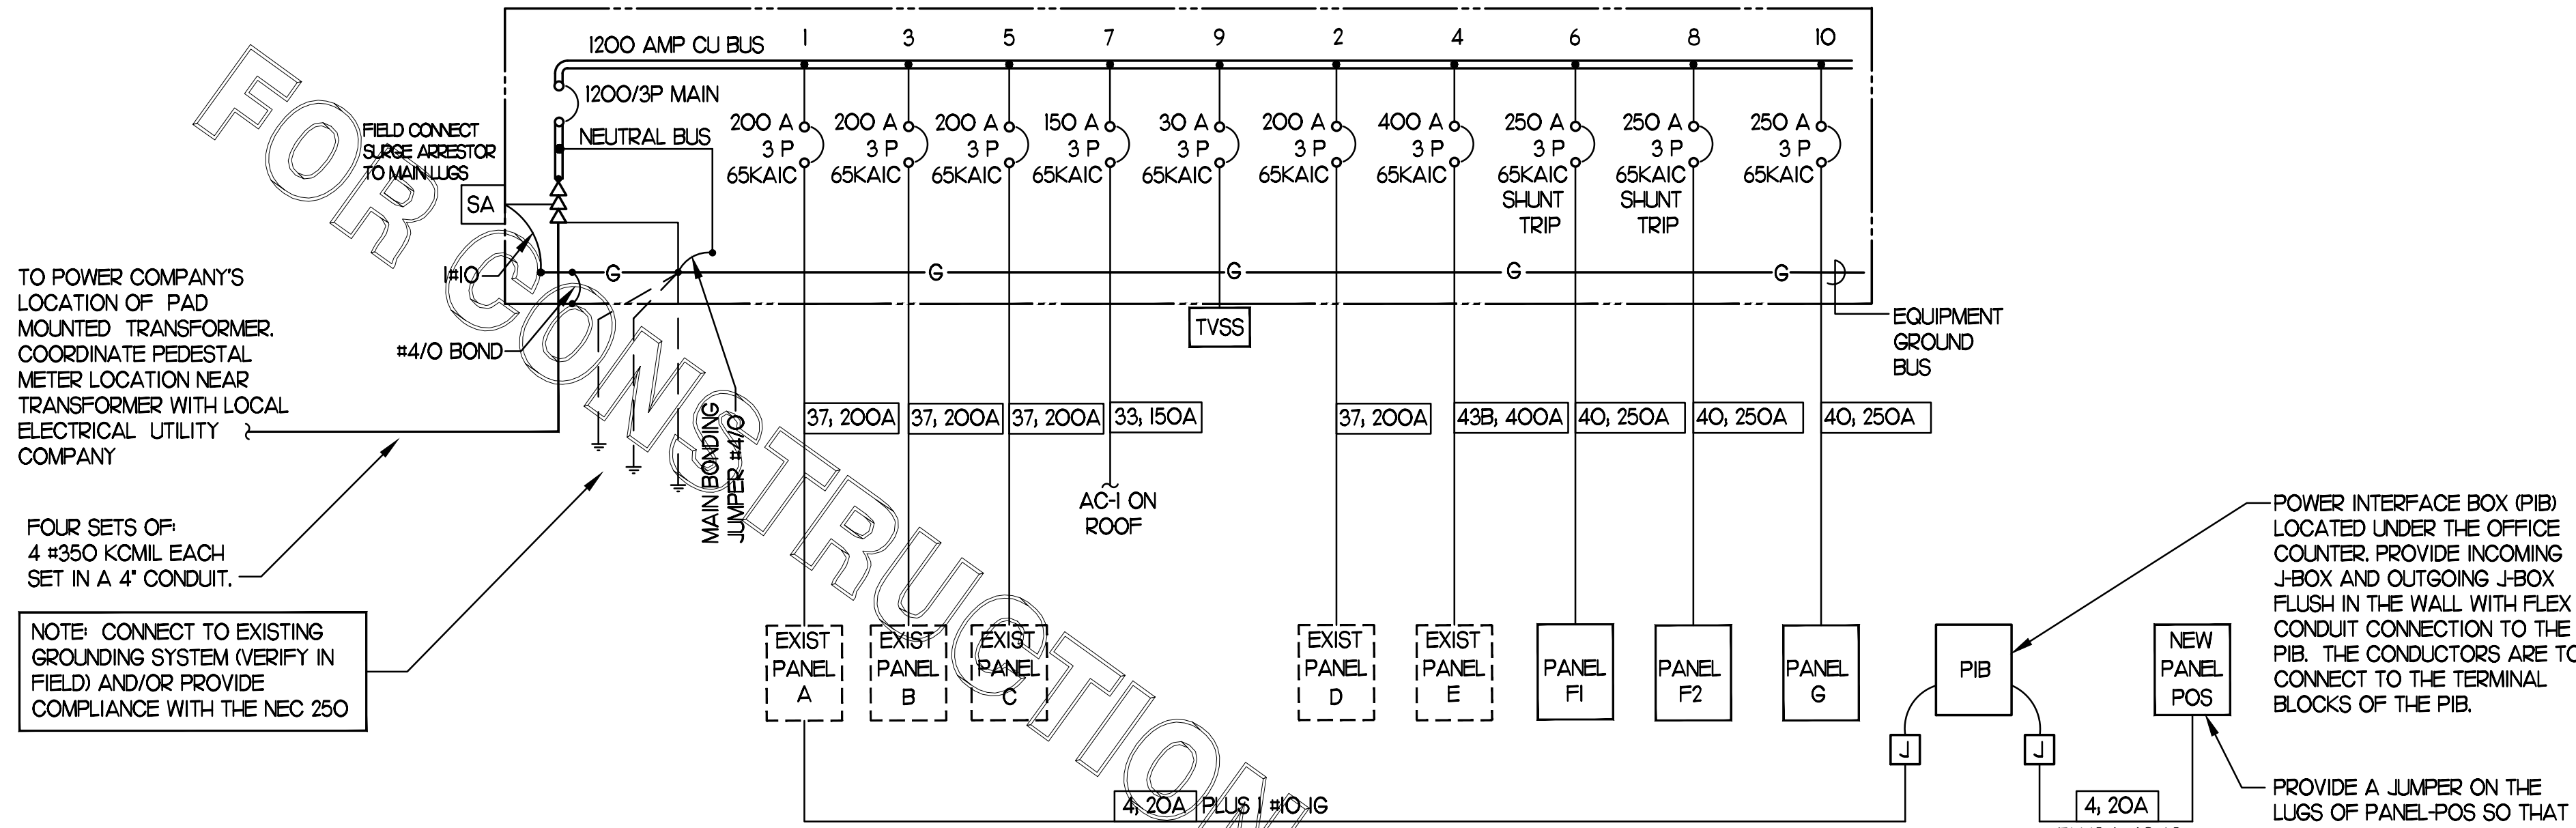 1200 AMP CU BUS
1
3
5
7
9
2
4
6
8
10
1200/3P MAIN
NEUTRAL BUS
FIELD CONNECT
SURGE ARRESTOR
TO MAIN LUGS
SA
200 A
3 P
65KAIC
200 A
3 P
65KAIC
200 A
3 P
65KAIC
150 A
3 P
65KAIC
30 A
3 P
65KAIC
200 A
3 P
65KAIC
400 A
3 P
65KAIC
250 A
3 P
65KAIC
SHUNT
TRIP
250 A
3 P
65KAIC
SHUNT
TRIP
250 A
3 P
65KAIC
1#10
G
G
G
G
G
#4/0 BOND
TO POWER COMPANY'S
LOCATION OF PAD
MOUNTED TRANSFORMER.
COORDINATE PEDESTAL
METER LOCATION NEAR
TRANSFORMER WITH LOCAL
ELECTRICAL UTILITY
COMPANY
TVSS
EQUIPMENT
GROUND
BUS
MAIN BONDING
JUMPER #4/0
37, 200A
37, 200A
37, 200A
33, 150A
37, 200A
43B, 400A
40, 250A
40, 250A
40, 250A
AC-1 ON
ROOF
FOUR SETS OF:
4 #350 KCMIL EACH
SET IN A 4" CONDUIT.
NOTE: CONNECT TO EXISTING
GROUNDING SYSTEM (VERIFY IN
FIELD) AND/OR PROVIDE
COMPLIANCE WITH THE NEC 250
EXIST
PANEL
A
EXIST
PANEL
B
EXIST
PANEL
C
EXIST
PANEL
D
EXIST
PANEL
E
PANEL
F1
PANEL
F2
PANEL
G
PIB
J
J
NEW
PANEL
POS
POWER INTERFACE BOX (PIB)
LOCATED UNDER THE OFFICE
COUNTER. PROVIDE INCOMING
J-BOX AND OUTGOING J-BOX
FLUSH IN THE WALL WITH FLEX
CONDUIT CONNECTION TO THE
PIB. THE CONDUCTORS ARE TO
CONNECT TO THE TERMINAL
BLOCKS OF THE PIB.
PROVIDE A JUMPER ON THE
LUGS OF PANEL-POS SO THAT
4, 20A PLUS 1 #10 IG
4, 20A
FOR CONSTRUCTION